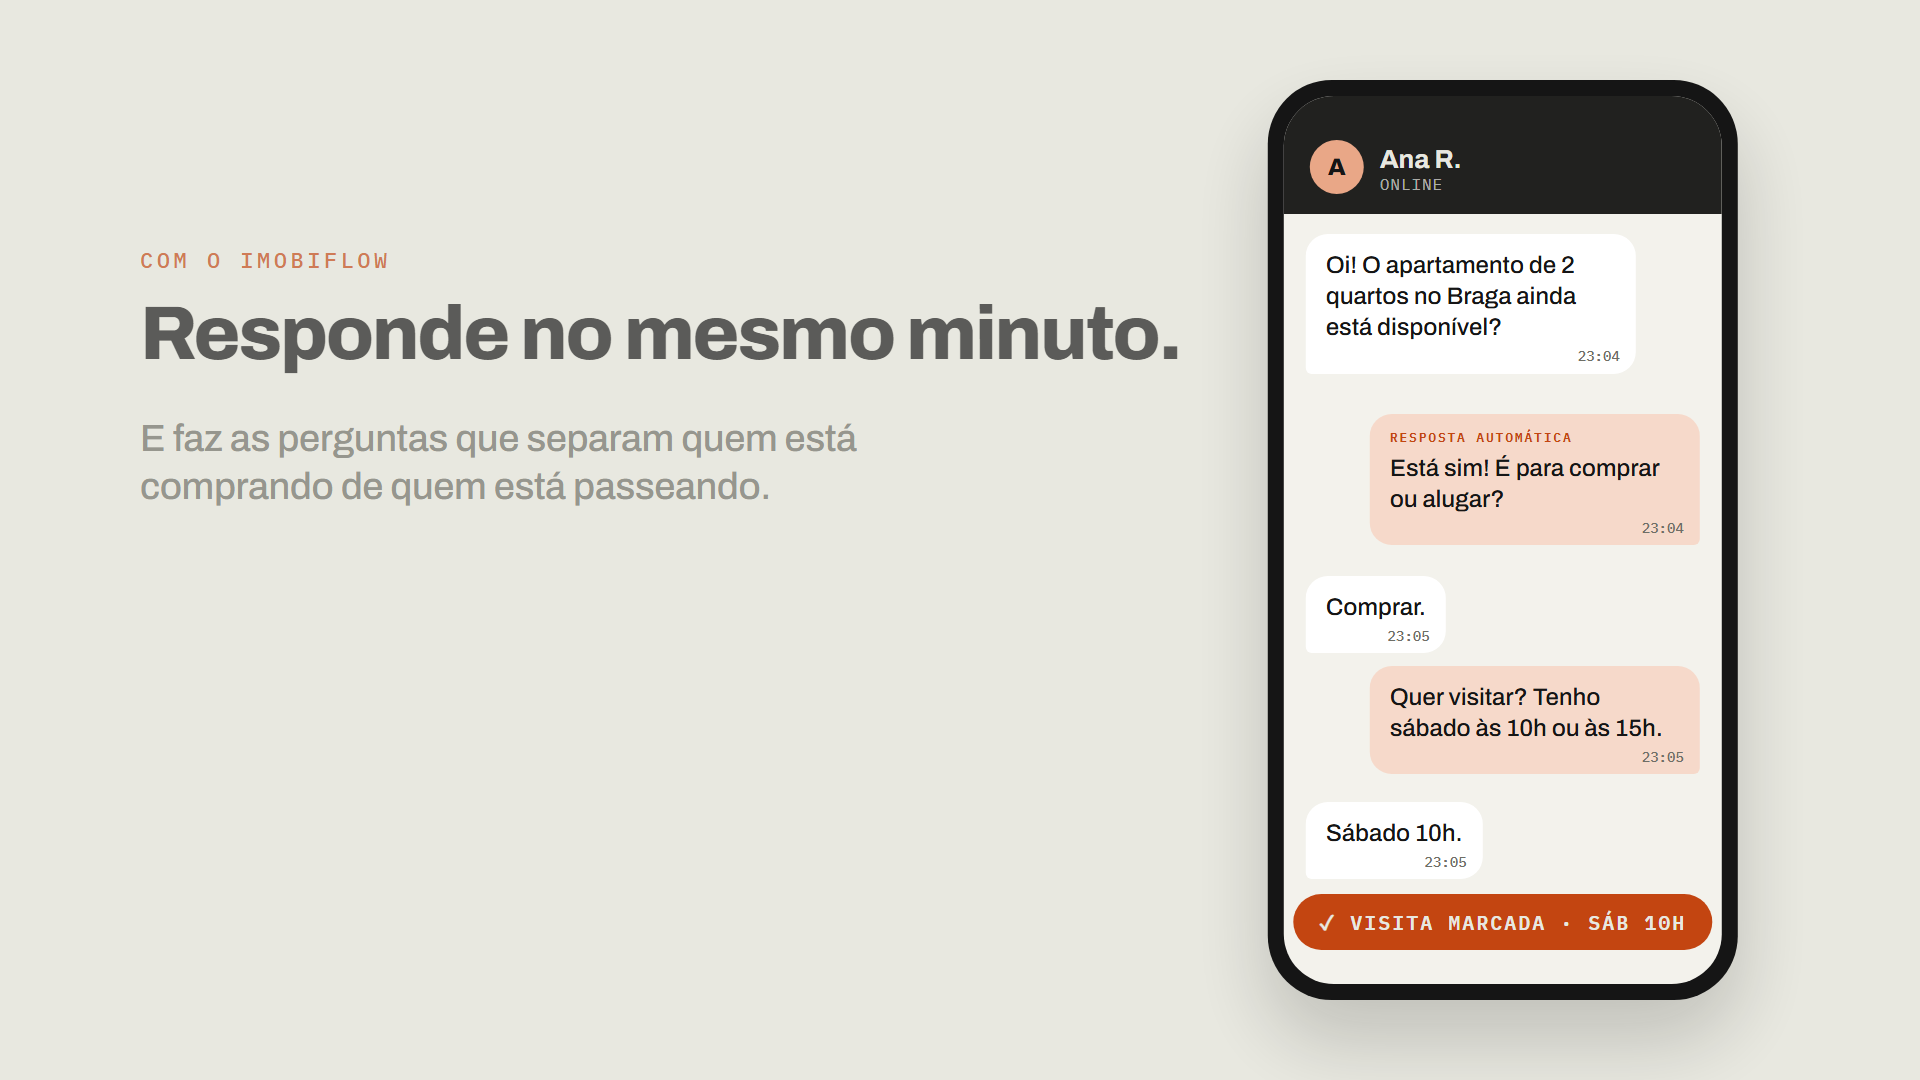 COM O IMOBIFLOW
Responde no mesmo minuto.
E faz as perguntas que separam quem está
comprando de quem está passeando.
A
Ana R.
ONLINE
Oi! O apartamento de 2
quartos no Braga ainda
está disponível?
23:04
RESPOSTA AUTOMÁTICA
Está sim! É para comprar
ou alugar?
23:04
Comprar.
23:05
Quer visitar? Tenho
sábado às 10h ou às 15h.
23:05
Sábado 10h.
23:05
✓ VISITA MARCADA · SÁB 10H